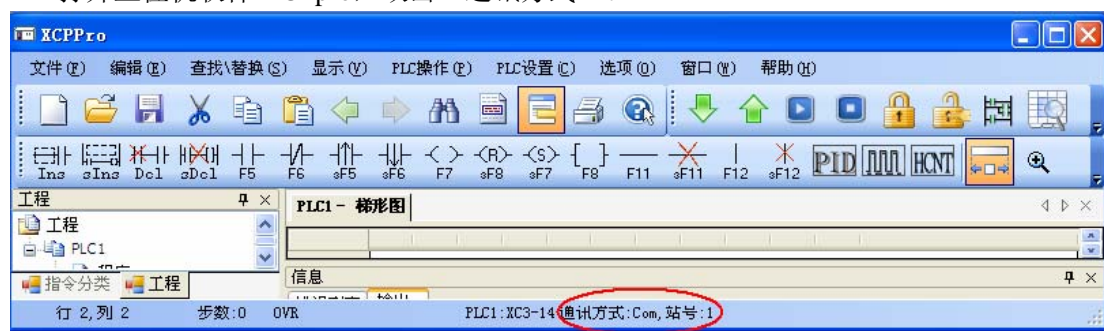 XCPPro
文件(F) 编辑(E) 查找\替换(S) 显示(V) PLC操作(P) PLC设置(C) 选项(O) 窗口(W) 帮助(H)
Ins sIns Del sDel F5 F6 sF5 sF6 F7 sF8 sF7 F8 F11 sF11 F12 sF12 PID HCNT
工程
PLC1 - 梯形图
工程
PLC1
信息
指令分类 工程
行 2,列 2 步数:0 OVR PLC1:XC3-14 通讯方式:Com,站号:1